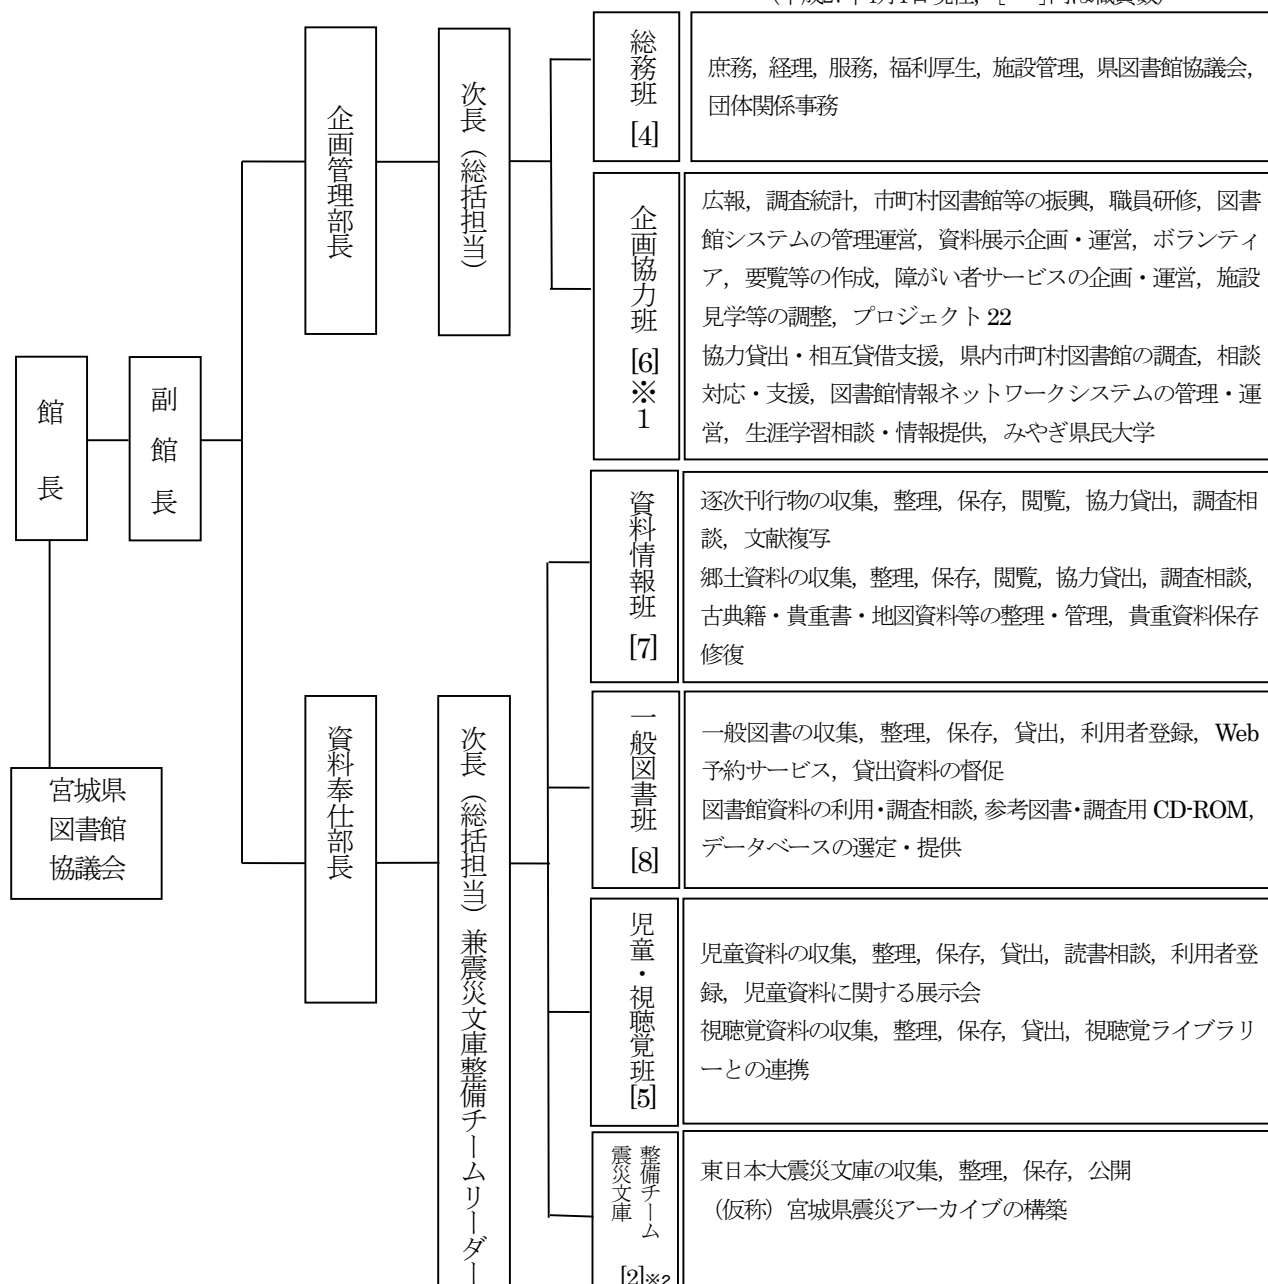 館長
副館長
宮城県
図書館
協議会
企画管理部長
次長（総括担当）
総務班
[4]
庶務，経理，服務，福利厚生，施設管理，県図書館協議会，
団体関係事務
企画協力班
[6]
※
1
広報，調査統計，市町村図書館等の振興，職員研修，図書
館システムの管理運営，資料展示企画・運営，ボランティ
ア，要覧等の作成，障がい者サービスの企画・運営，施設
見学等の調整，プロジェクト 22
協力貸出・相互貸借支援，県内市町村図書館の調査，相談
対応・支援，図書館情報ネットワークシステムの管理・運
営，生涯学習相談・情報提供，みやぎ県民大学
資料奉仕部長
次長（総括担当）兼震災文庫整備チームリーダー
資料情報班
[7]
逐次刊行物の収集，整理，保存，閲覧，協力貸出，調査相
談，文献複写
郷土資料の収集，整理，保存，閲覧，協力貸出，調査相談，
古典籍・貴重書・地図資料等の整理・管理，貴重資料保存
修復
一般図書班
[8]
一般図書の収集，整理，保存，貸出，利用者登録，Web
予約サービス，貸出資料の督促
図書館資料の利用・調査相談，参考図書・調査用 CD-ROM，
データベースの選定・提供
児童・視聴覚班
[5]
児童資料の収集，整理，保存，貸出，読書相談，利用者登
録，児童資料に関する展示会
視聴覚資料の収集，整理，保存，貸出，視聴覚ライブラリ
ーとの連携
震災文庫
整備チーム
[2]※2
東日本大震災文庫の収集，整理，保存，公開
（仮称）宮城県震災アーカイブの構築